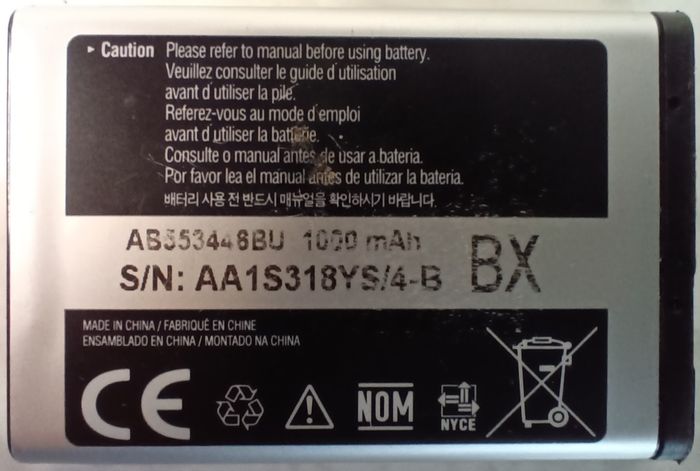 ▸ Caution Please refer to manual before using battery.
Veuillez consulter le guide d'utilisation
avant d'utiliser la pile.
Referez-vous au mode d'emploi
avant d'utiliser la batterie.
Consulte o manual antes de usar a bateria.
Por favor lea el manual antes de utilizar la bateria.
배터리 사용 전 반드시 매뉴얼을 확인하시기 바랍니다.
AB553446BU 1000 mAh
S/N: AA1S318YS/4-B BX
MADE IN CHINA / FABRIQUÉ EN CHINE
ENSAMBLADO EN CHINA / MONTADO NA CHINA
CE
NOM
NYCE